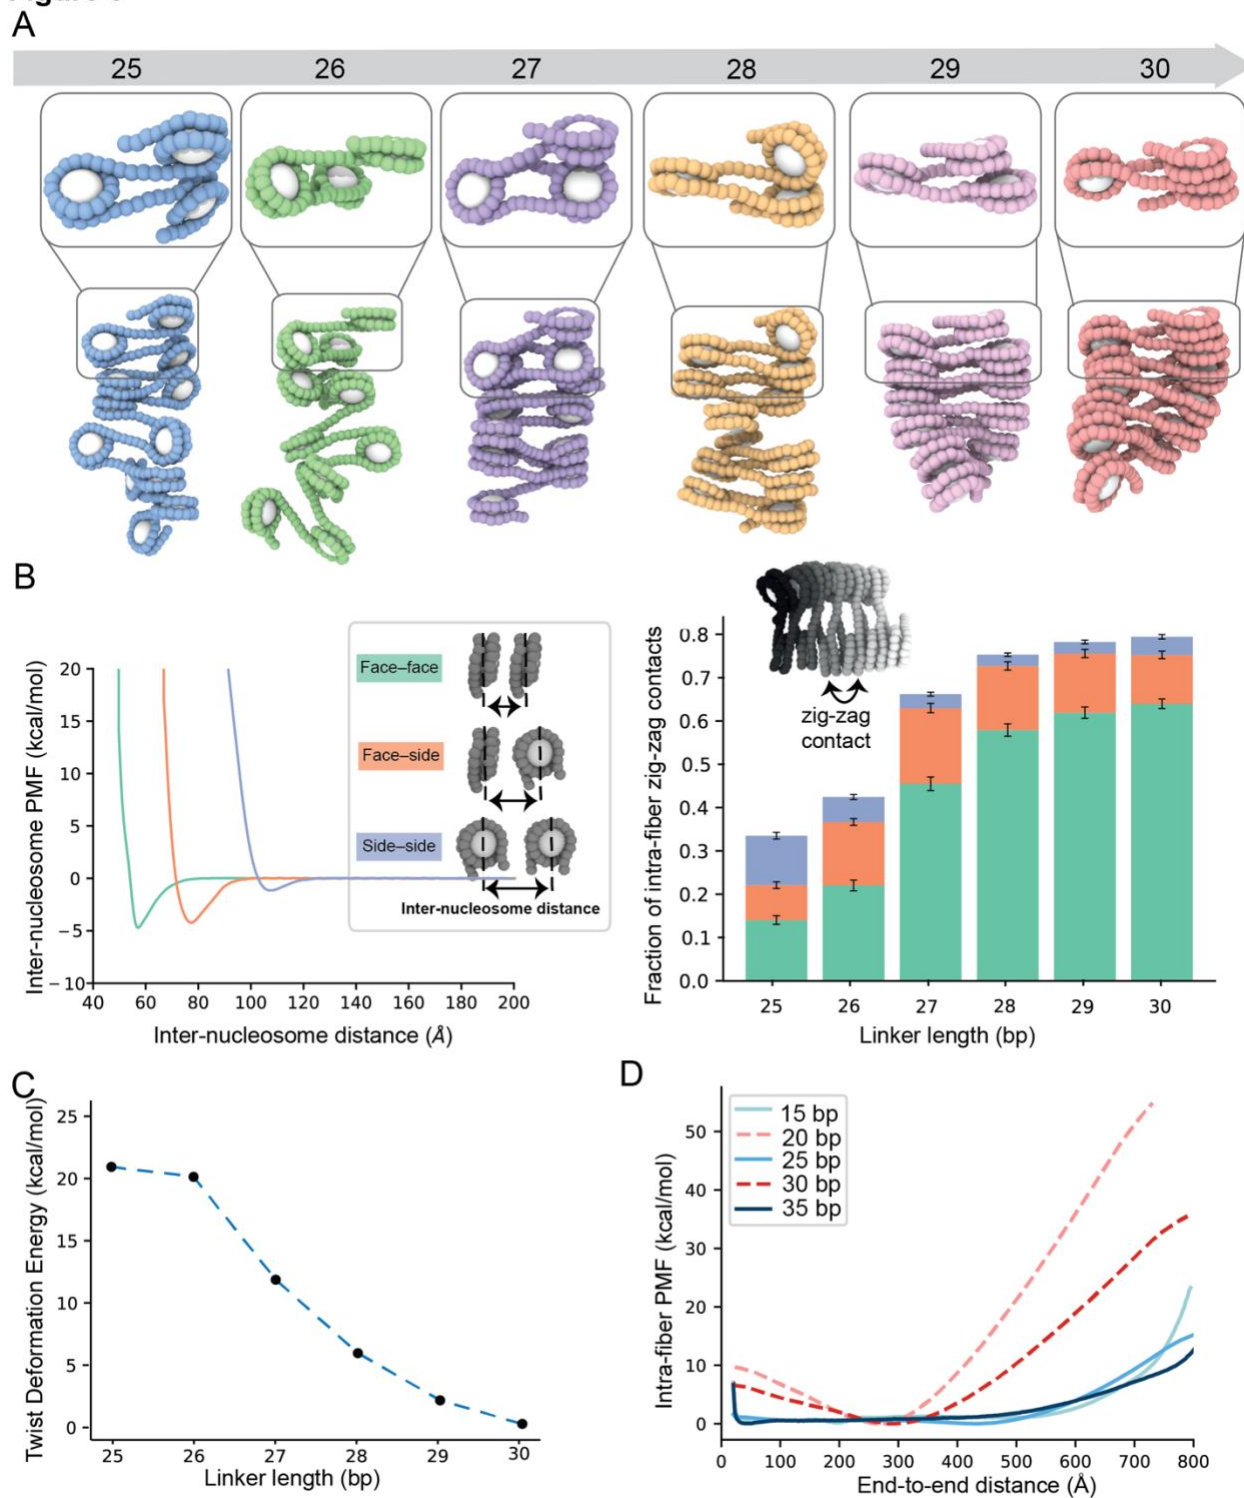 A
25 26 27 28 29 30
B
Inter-nucleosome PMF (kcal/mol)
20
15
10
5
0
−5
−10
40 60 80 100 120 140 160 180 200
Inter-nucleosome distance (Å)
Face–face
Face–side
Side–side
Inter-nucleosome distance
Fraction of intra-fiber zig-zag contacts
0.8
0.7
0.6
0.5
0.4
0.3
0.2
0.1
0.0
zig-zag
contact
25 26 27 28 29 30
Linker length (bp)
C
Twist Deformation Energy (kcal/mol)
25
20
15
10
5
0
25 26 27 28 29 30
Linker length (bp)
D
Intra-fiber PMF (kcal/mol)
50
40
30
20
10
0
15 bp
20 bp
25 bp
30 bp
35 bp
0 100 200 300 400 500 600 700 800
End-to-end distance (Å)